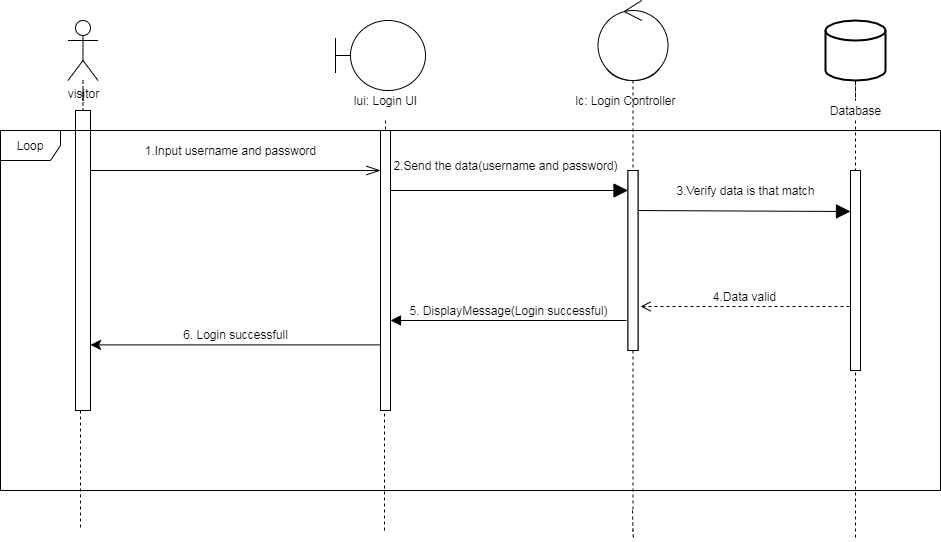 visitor
lui: Login UI
lc: Login Controller
Database
Loop
1.Input username and password
2.Send the data(username and password)
3.Verify data is that match
4.Data valid
5. DisplayMessage(Login successful)
6. Login successfull